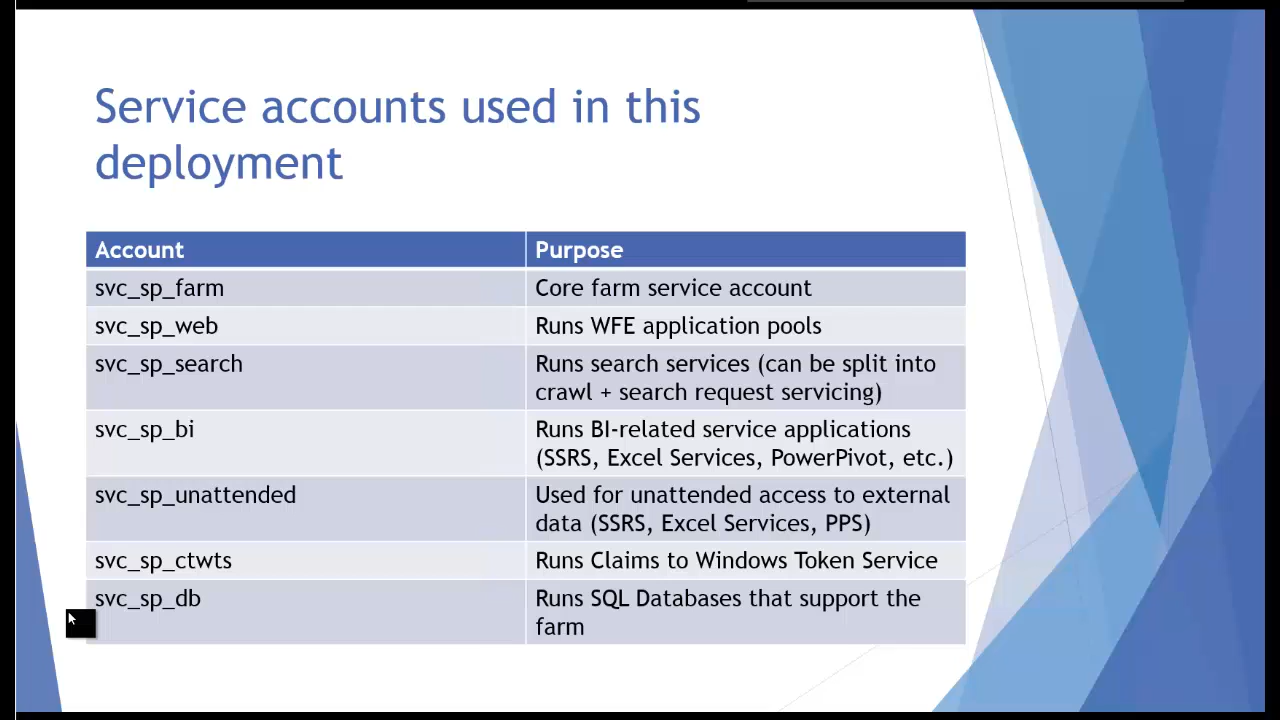 Service accounts used in this
deployment
Account
Purpose
svc_sp_farm
Core farm service account
svc_sp_web
Runs WFE application pools
svc_sp_search
Runs search services (can be split into
crawl + search request servicing)
svc_sp_bi
Runs BI-related service applications
(SSRS, Excel Services, PowerPivot, etc.)
svc_sp_unattended
Used for unattended access to external
data (SSRS, Excel Services, PPS)
svc_sp_ctwts
Runs Claims to Windows Token Service
svc_sp_db
Runs SQL Databases that support the
farm